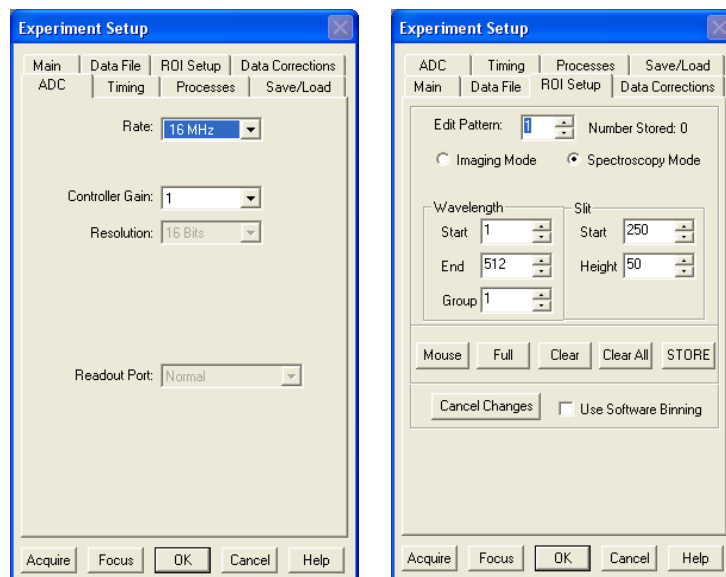 Experiment Setup
Main Data File ROI Setup Data Corrections
ADC Timing Processes Save/Load
Rate: 16 MHz
Controller Gain: 1
Resolution: 16 Bits
Readout Port: Normal
Acquire Focus OK Cancel Help
Experiment Setup
ADC Timing Processes Save/Load
Main Data File ROI Setup Data Corrections
Edit Pattern: 1 Number Stored: 0
Imaging Mode Spectroscopy Mode
Wavelength Slit
Start 1 Start 250
End 512 Height 50
Group 1
Mouse Full Clear Clear All STORE
Cancel Changes Use Software Binning
Acquire Focus OK Cancel Help